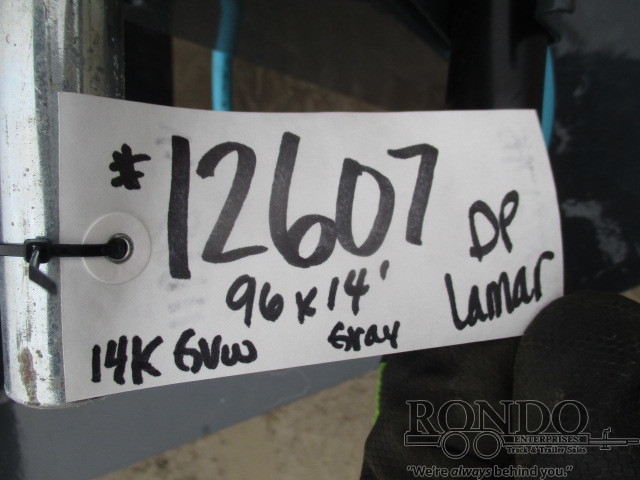 *12607
DP
Lamar
96 x 14'
14K GVW Gray
RONDO
ENTERPRISES
Truck & Trailer Sales
"We're always behind you."